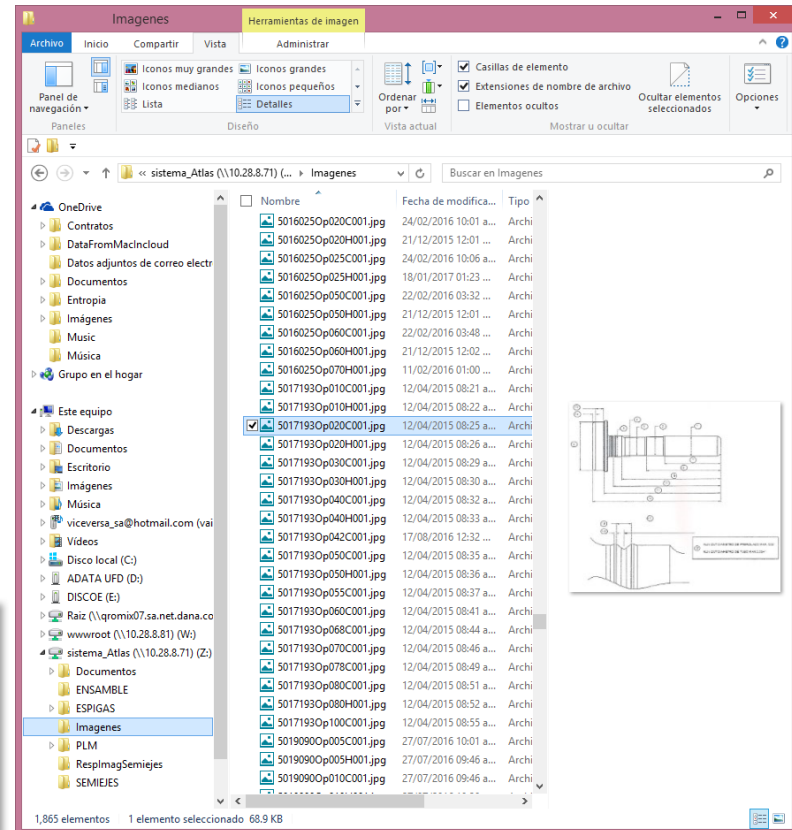 Imagenes
Herramientas de imagen
Archivo
Inicio
Compartir
Vista
Administrar
Panel de navegación
Iconos muy grandes
Iconos grandes
Iconos medianos
Iconos pequeños
Lista
Detalles
Ordenar por
Casillas de elemento
Extensiones de nombre de archivo
Elementos ocultos
Ocultar elementos seleccionados
Opciones
Paneles
Diseño
Vista actual
Mostrar u ocultar
« sistema_Atlas (\\10.28.8.71) (... Imagenes
Buscar en Imagenes
OneDrive
Contratos
DataFromMacIncloud
Datos adjuntos de correo electr
Documentos
Entropia
Imágenes
Music
Música
Grupo en el hogar
Este equipo
Descargas
Documentos
Escritorio
Imágenes
Música
viceversa_sa@hotmail.com (vai
Vídeos
Disco local (C:)
ADATA UFD (D:)
DISCOE (E:)
Raiz (\\qromix07.sa.net.dana.co
wwwroot (\\10.28.8.81) (W:)
sistema_Atlas (\\10.28.8.71) (Z:)
Documentos
ENSAMBLE
ESPIGAS
Imagenes
PLM
RespImagSemiejes
SEMIEJES
Nombre Fecha de modifica... Tipo
5016025Op020C001.jpg 24/02/2016 10:01 a... Archi
5016025Op020H001.jpg 21/12/2015 12:01 ... Archi
5016025Op025C001.jpg 24/02/2016 10:06 a... Archi
5016025Op025H001.jpg 18/01/2017 01:23 ... Archi
5016025Op050C001.jpg 22/02/2016 03:32 ... Archi
5016025Op050H001.jpg 21/12/2015 12:01 ... Archi
5016025Op060C001.jpg 22/02/2016 03:48 ... Archi
5016025Op060H001.jpg 21/12/2015 12:02 ... Archi
5016025Op070H001.jpg 11/02/2016 01:00 ... Archi
5017193Op010C001.jpg 12/04/2015 08:21 a... Archi
5017193Op010H001.jpg 12/04/2015 08:22 a... Archi
5017193Op020C001.jpg 12/04/2015 08:25 a... Archi
5017193Op020H001.jpg 12/04/2015 08:26 a... Archi
5017193Op030C001.jpg 12/04/2015 08:29 a... Archi
5017193Op030H001.jpg 12/04/2015 08:30 a... Archi
5017193Op040C001.jpg 12/04/2015 08:32 a... Archi
5017193Op040H001.jpg 12/04/2015 08:33 a... Archi
5017193Op042C001.jpg 17/08/2016 12:32 ... Archi
5017193Op050C001.jpg 12/04/2015 08:35 a... Archi
5017193Op050H001.jpg 12/04/2015 08:36 a... Archi
5017193Op055C001.jpg 12/04/2015 08:37 a... Archi
5017193Op060C001.jpg 12/04/2015 08:41 a... Archi
5017193Op068C001.jpg 12/04/2015 08:44 a... Archi
5017193Op070C001.jpg 12/04/2015 08:46 a... Archi
5017193Op078C001.jpg 12/04/2015 08:49 a... Archi
5017193Op080C001.jpg 12/04/2015 08:51 a... Archi
5017193Op080H001.jpg 12/04/2015 08:52 a... Archi
5017193Op100C001.jpg 12/04/2015 08:55 a... Archi
5019090Op005C001.jpg 27/07/2016 10:01 a... Archi
5019090Op005H001.jpg 27/07/2016 09:46 a... Archi
5019090Op010C001.jpg 27/07/2016 09:46 a... Archi
1,865 elementos 1 elemento seleccionado 68.9 KB